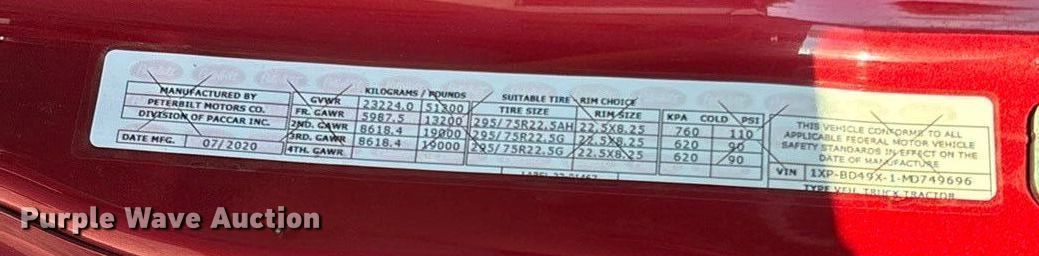 MANUFACTURED BY
PETERBILT MOTORS CO.
DIVISION OF PACCAR INC.
DATE MFG. 07/2020
KILOGRAMS / POUNDS
GVWR 23224.0 51200
FR. GAWR 5987.5 13200
2ND. GAWR 8618.4 19000
3RD. GAWR 8618.4 19000
4TH. GAWR
SUITABLE TIRE RIM CHOICE
TIRE SIZE RIM SIZE
295/75R22.5AH 22.5X8.25
295/75R22.5G 22.5X8.25
295/75R22.5G 22.5X8.25
KPA COLD PSI
760 110
620 90
620 90
THIS VEHICLE CONFORMS TO ALL
APPLICABLE FEDERAL MOTOR VEHICLE
SAFETY STANDARDS IN EFFECT ON THE
DATE OF MANUFACTURE
VIN 1XP-BD49X-1-MD749696
TYPE VEH. TRUCK TRACTOR
Purple Wave Auction